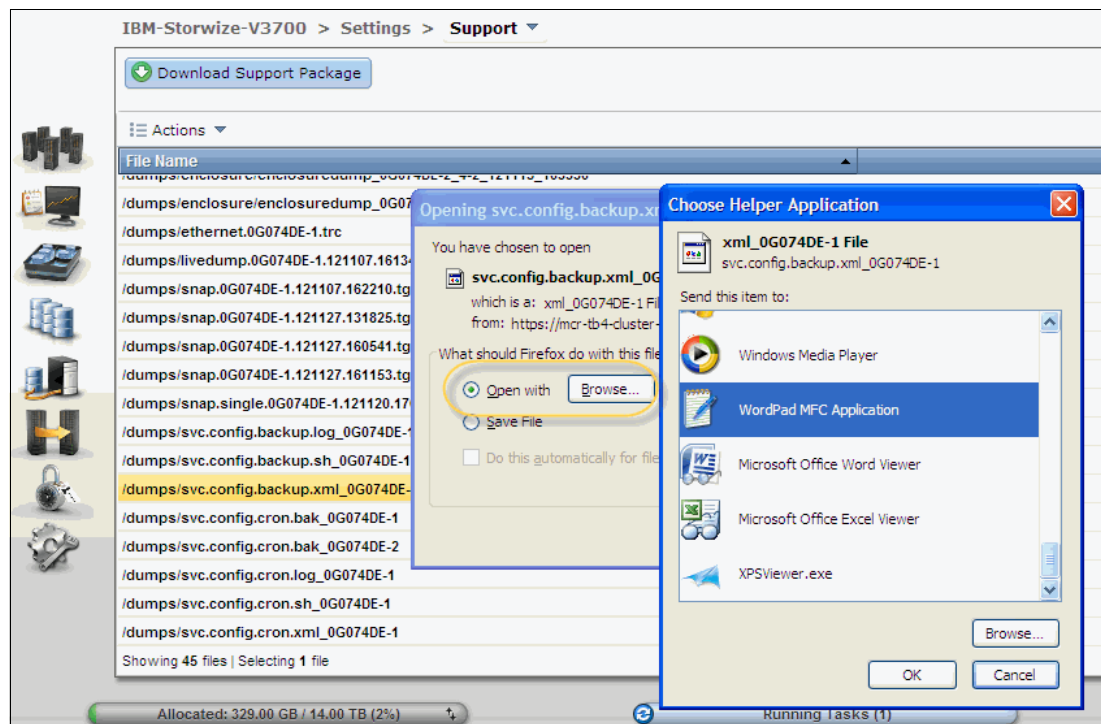 IBM-Storwize-V3700 > Settings > Support
Download Support Package
Actions
File Name
/dumps/enclosure/enclosuredump_0G074DE-2_4-2_121115_103350
/dumps/enclosure/enclosuredump_0G07
/dumps/ethernet.0G074DE-1.trc
/dumps/livedump.0G074DE-1.121107.16134
/dumps/snap.0G074DE-1.121107.162210.tg
/dumps/snap.0G074DE-1.121127.131825.tg
/dumps/snap.0G074DE-1.121127.160541.tg
/dumps/snap.0G074DE-1.121127.161153.tg
/dumps/snap.single.0G074DE-1.121120.170
/dumps/svc.config.backup.log_0G074DE-1
/dumps/svc.config.backup.sh_0G074DE-1
/dumps/svc.config.backup.xml_0G074DE-
/dumps/svc.config.cron.bak_0G074DE-1
/dumps/svc.config.cron.bak_0G074DE-2
/dumps/svc.config.cron.log_0G074DE-1
/dumps/svc.config.cron.sh_0G074DE-1
/dumps/svc.config.cron.xml_0G074DE-1
Showing 45 files | Selecting 1 file
Allocated: 329.00 GB / 14.00 TB (2%)
Running Tasks (1)
Opening svc.config.backup.x
You have chosen to open
svc.config.backup.xml_0G
which is a: xml_0G074DE-1 Fil
from: https://mcr-tb4-cluster-
What should Firefox do with this file
Open with
Browse...
Save File
Do this automatically for file
Choose Helper Application
xml_0G074DE-1 File
svc.config.backup.xml_0G074DE-1
Send this item to:
Windows Media Player
WordPad MFC Application
Microsoft Office Word Viewer
Microsoft Office Excel Viewer
XPSViewer.exe
Browse...
OK
Cancel